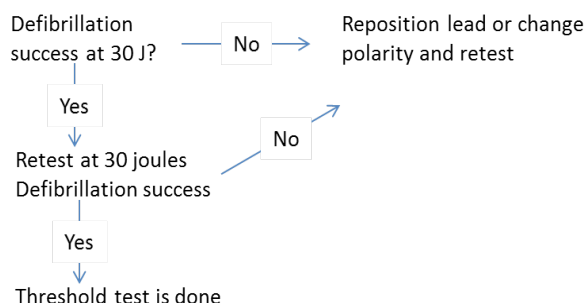 Defibrillation
success at 30 J?
No
Reposition lead or change
polarity and retest
Yes
No
Retest at 30 joules
Defibrillation success
Yes
Threshold test is done